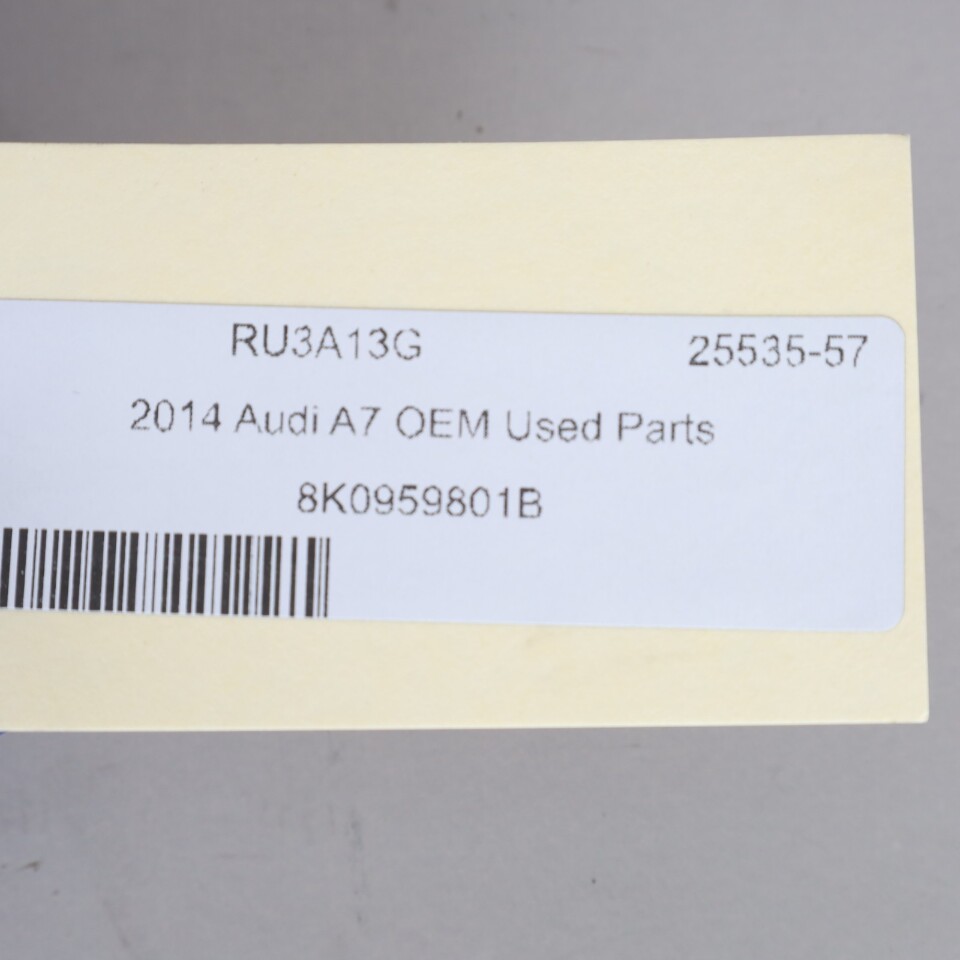 RU3A13G 25535-57
2014 Audi A7 OEM Used Parts
8K0959801B